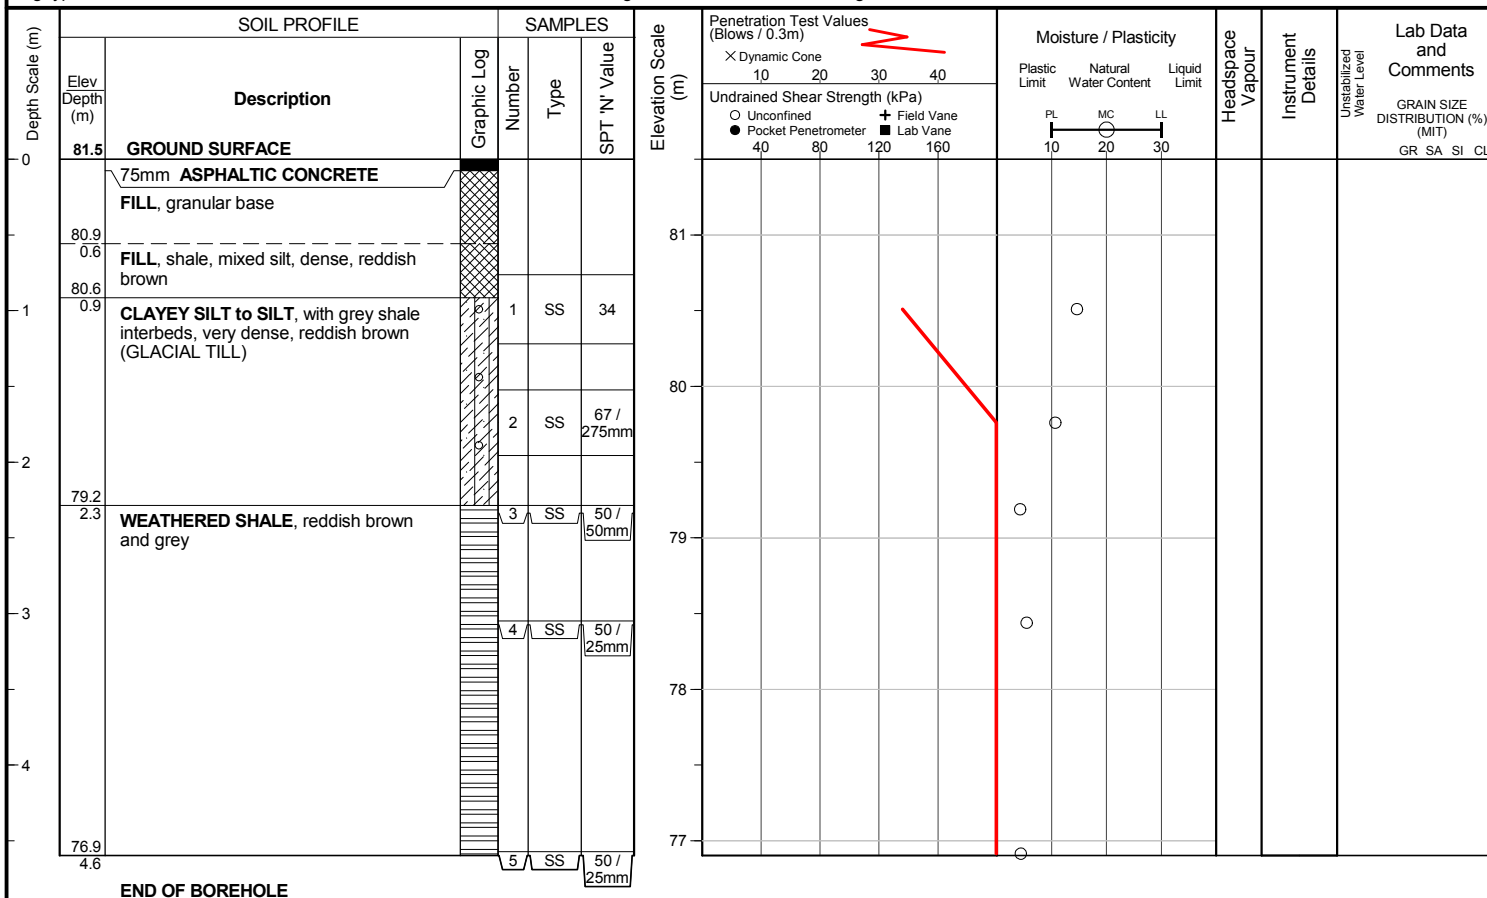 SOIL PROFILE
SAMPLES
Depth Scale (m)
Elev
Depth
(m)
Description
Graphic Log
Number
Type
SPT 'N' Value
Elevation Scale
(m)
Penetration Test Values
(Blows / 0.3m)
× Dynamic Cone
10 20 30 40
Undrained Shear Strength (kPa)
Unconfined
Field Vane
Pocket Penetrometer
Lab Vane
40 80 120 160
Moisture / Plasticity
Plastic
Limit
Natural
Water Content
Liquid
Limit
PL MC LL
10 20 30
Headspace
Vapour
Instrument
Details
Unstabilized
Water Level
Lab Data
and
Comments
GRAIN SIZE
DISTRIBUTION (%)
(MIT)
GR SA SI CL
81.5 GROUND SURFACE
0
75mm ASPHALTIC CONCRETE
FILL, granular base
80.9
0.6
FILL, shale, mixed silt, dense, reddish
brown
80.6
0.9
CLAYEY SILT to SILT, with grey shale
interbeds, very dense, reddish brown
(GLACIAL TILL)
1
1 SS 34
2 SS 67 /
275mm
2
79.2
2.3
WEATHERED SHALE, reddish brown
and grey
3 SS 50 /
50mm
3
4 SS 50 /
25mm
4
76.9
4.6
5 SS 50 /
25mm
END OF BOREHOLE
81
80
79
78
77